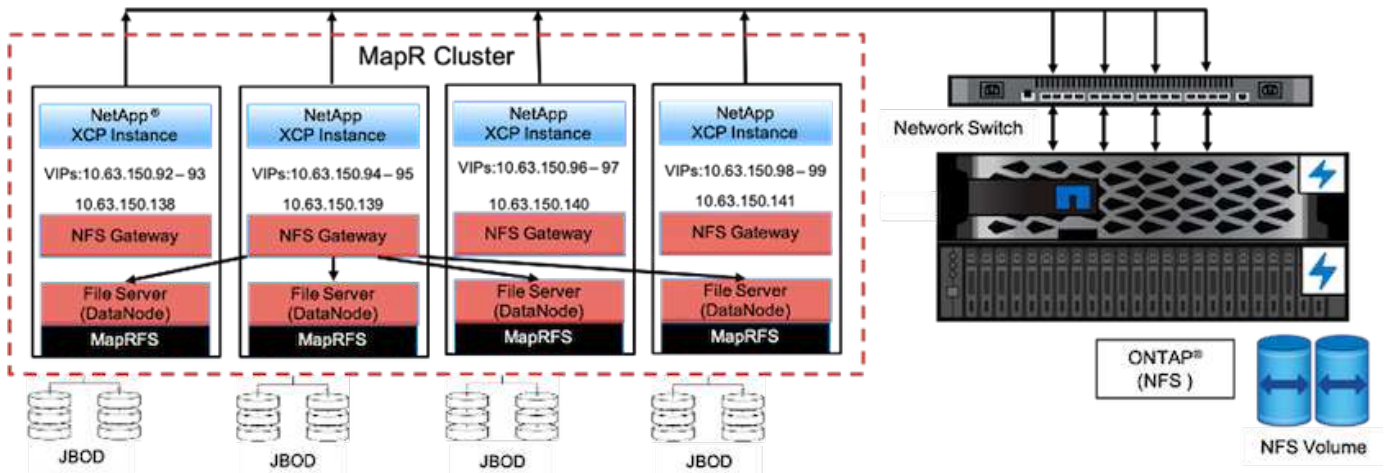 MapR Cluster
NetApp®
XCP Instance
VIPs:10.63.150.92–93
10.63.150.138
NFS Gateway
File Server
(DataNode)
MapRFS
JBOD
NetApp
XCP Instance
VIPs:10.63.150.94–95
10.63.150.139
NFS Gateway
File Server
(DataNode)
MapRFS
JBOD
NetApp
XCP Instance
VIPs:10.63.150.96–97
10.63.150.140
NFS Gateway
File Server
(DataNode)
MapRFS
JBOD
NetApp
XCP Instance
VIPs:10.63.150.98–99
10.63.150.141
NFS Gateway
File Server
(DataNode)
MapRFS
JBOD
Network Switch
ONTAP®
(NFS )
NFS Volume